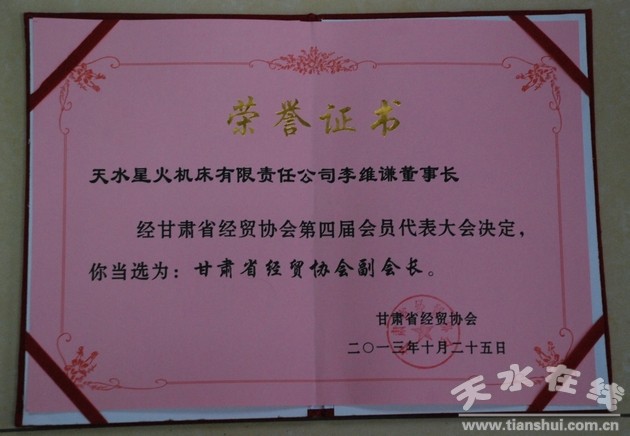 荣誉证书
天水星火机床有限责任公司李维谦董事长
经甘肃省经贸协会第四届会员代表大会决定，
你当选为：甘肃省经贸协会副会长。
甘肃省经贸协会
二〇一三年十月二十五日
天水在线
www.tianshui.com.cn